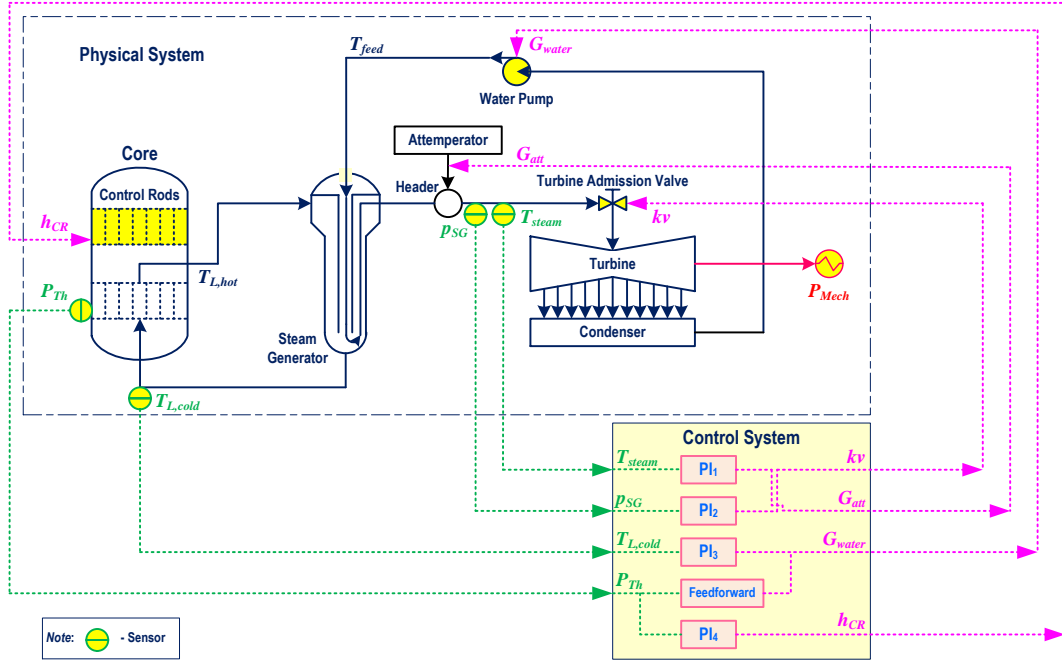 Physical System
T_feed
G_water
Water Pump
Attemperator
G_att
Core
Header
Turbine Admission Valve
Control Rods
h_CR
p_SG
T_steam
kv
T_L,hot
Turbine
P_Mech
P_Th
Condenser
Steam
Generator
T_L,cold
Control System
T_steam
PI1
kv
p_SG
PI2
G_att
T_L,cold
PI3
G_water
P_Th
Feedforward
PI4
h_CR
Note: - Sensor